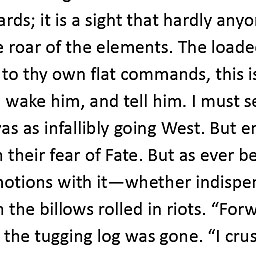 ards; it is a sight that hardly anyo
e roar of the elements. The loade
to thy own flat commands, this is
wake him, and tell him. I must se
as as infallibly going West. But er
n their fear of Fate. But as ever be
notions with it—whether indisper
n the billows rolled in riots. “Forw
the tugging log was gone. “I crus